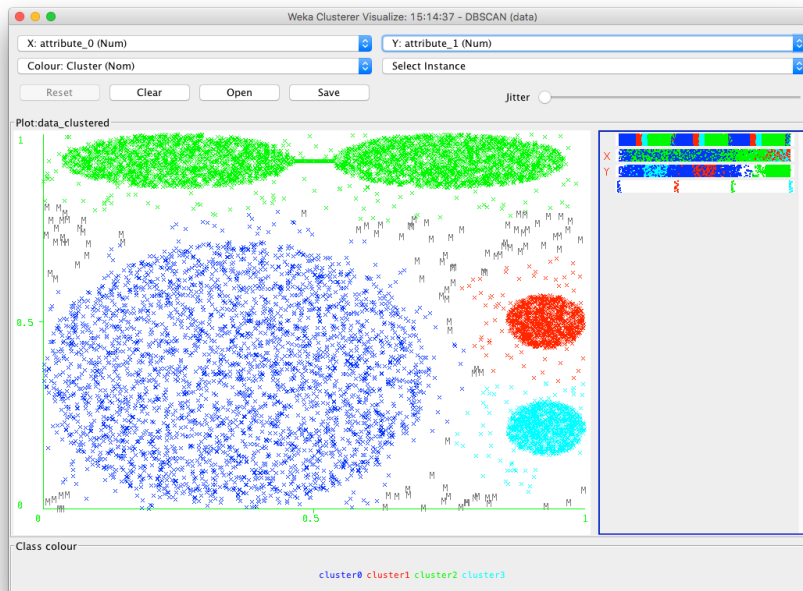 Weka Clusterer Visualize: 15:14:37 - DBSCAN (data)
X: attribute_0 (Num)
Y: attribute_1 (Num)
Colour: Cluster (Nom)
Select Instance
Reset
Clear
Open
Save
Jitter
Plot:data_clustered
1
0.5
0
0
0.5
1
X
Y
Class colour
cluster0 cluster1 cluster2 cluster3